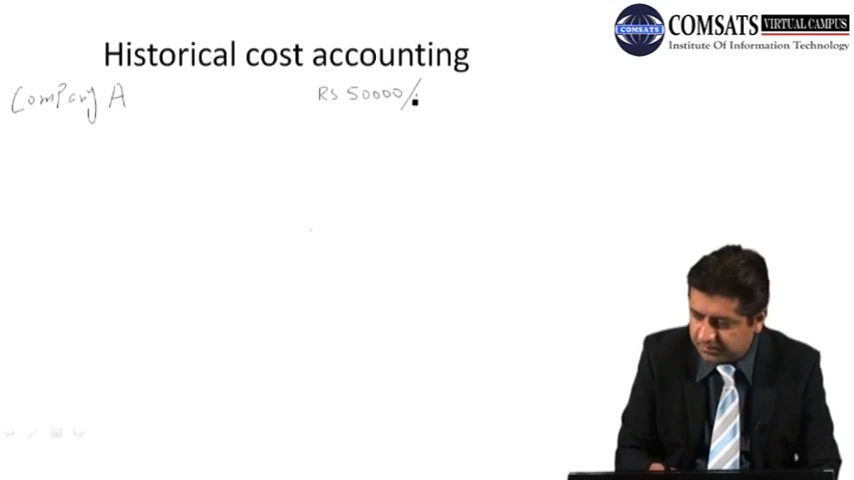 COMSATS VIRTUAL CAMPUS
COMSATS
Institute Of Information Technology
Historical cost accounting
Company A RS 50000/